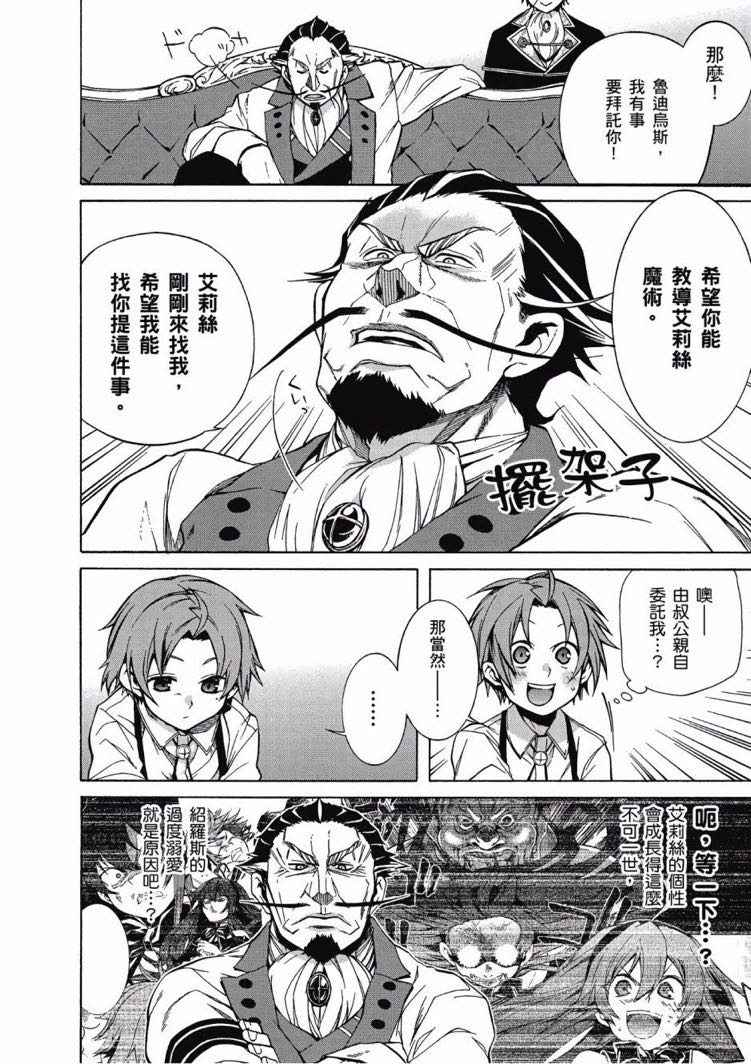 那麼！
魯迪烏斯，
我有事
要拜託你！
ドッ
希望你能
教導艾莉絲
魔術。
艾莉絲
剛剛來找我，
希望我能
找你提這件事。
擺架子
噢——
由叔公親自
委託我…？
那當然—…
……
呃，等一下…？
艾莉絲的個性
會成長得這麼
不可一世，
紹羅斯的
過度溺愛
就是原因吧…？